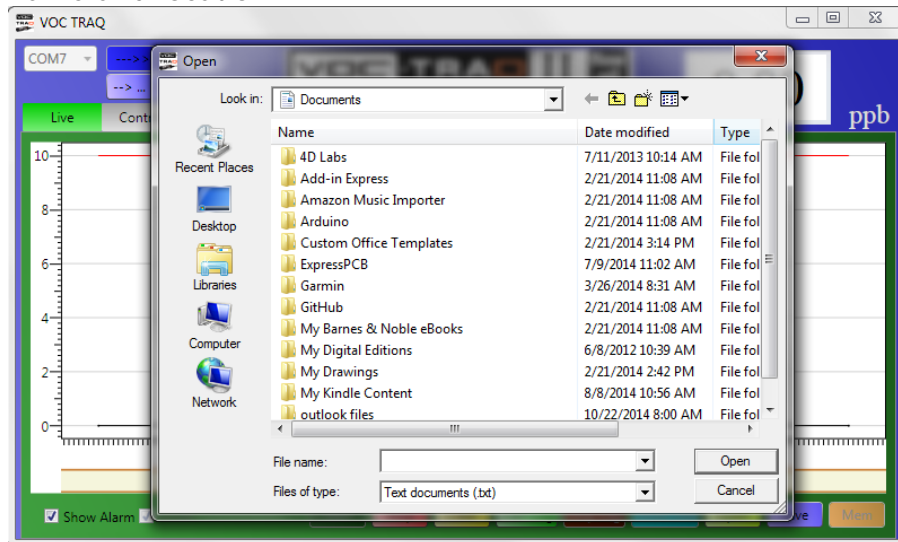 VOC TRAQ
COM7
--->>
--> ...
Open
VOC-TRAQ
Live
Cont
ppb
Look in:
Documents
Name
Date modified
Type
Recent Places
Desktop
Libraries
Computer
Network
4D Labs 7/11/2013 10:14 AM File fol
Add-in Express 2/21/2014 11:08 AM File fol
Amazon Music Importer 2/21/2014 11:08 AM File fol
Arduino 2/21/2014 11:08 AM File fol
Custom Office Templates 2/21/2014 3:14 PM File fol
ExpressPCB 7/9/2014 11:02 AM File fol
Garmin 3/26/2014 8:31 AM File fol
GitHub 2/21/2014 11:08 AM File fol
My Barnes & Noble eBooks 2/21/2014 11:08 AM File fol
My Digital Editions 6/8/2012 10:39 AM File fol
My Drawings 2/21/2014 2:42 PM File fol
My Kindle Content 8/8/2014 10:56 AM File fol
outlook files 10/22/2014 8:00 AM File fol
10
8
6
4
2
0
File name:
Open
Files of type:
Text documents (.txt)
Cancel
Show Alarm
ve
Mem